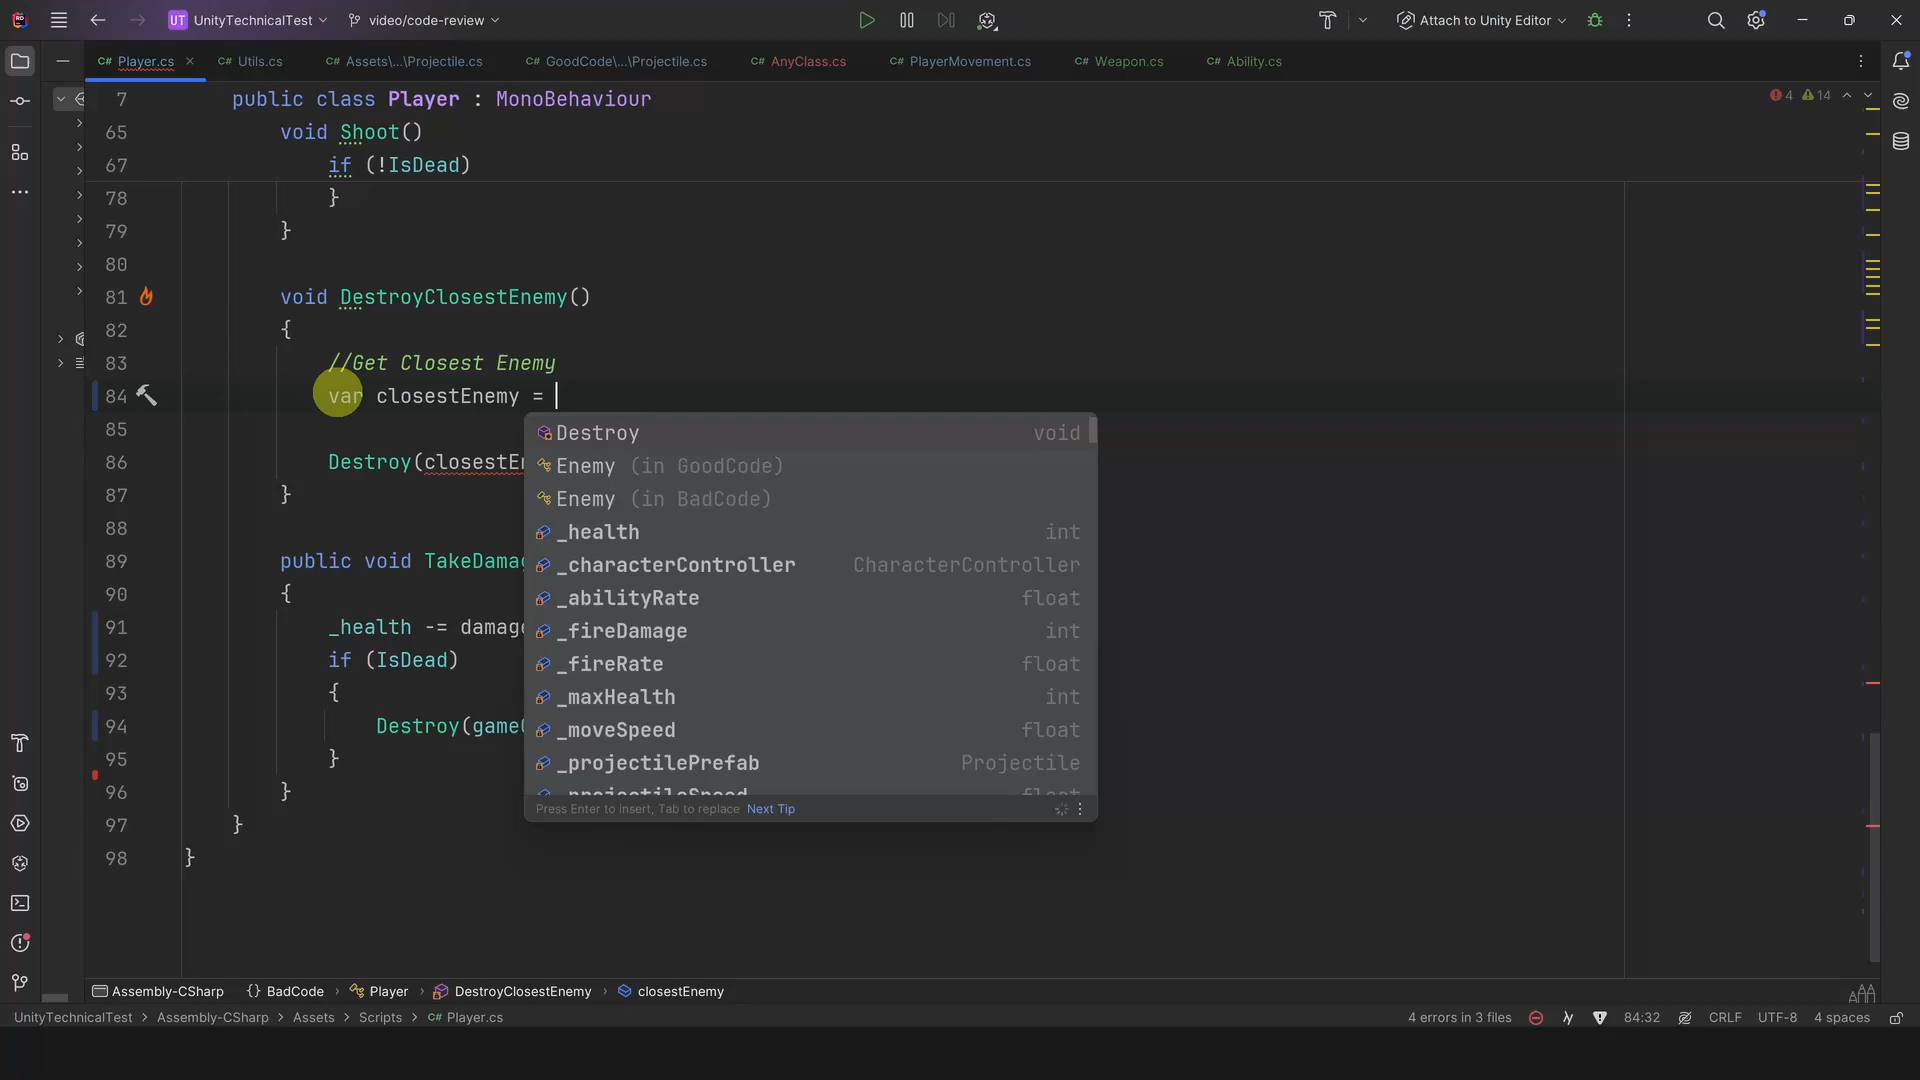 UT UnityTechnicalTest
video/code-review
Attach to Unity Editor
C# Player.cs
C# Utils.cs
C# Assets\...\Projectile.cs
C# GoodCode\...\Projectile.cs
C# AnyClass.cs
C# PlayerMovement.cs
C# Weapon.cs
C# Ability.cs
4 14
7 public class Player : MonoBehaviour
65 void Shoot()
67 if (!IsDead)
78 }
79 }
80
81 void DestroyClosestEnemy()
82 {
83 //Get Closest Enemy
84 var closestEnemy =
85
Destroy void
86 Destroy(closestEn
Enemy (in GoodCode)
87 }
Enemy (in BadCode)
88
_health int
89 public void TakeDamag
_characterController CharacterController
90 {
_abilityRate float
91 _health -= damage
_fireDamage int
92 if (IsDead)
_fireRate float
93 {
_maxHealth int
94 Destroy(game
_moveSpeed float
95 }
_projectilePrefab Projectile
96 }
_projectileSpeed float
Press Enter to insert, Tab to replace Next Tip
97 }
98 }
Assembly-CSharp
{} BadCode > Player > DestroyClosestEnemy > closestEnemy
UnityTechnicalTest > Assembly-CSharp > Assets > Scripts > C# Player.cs
4 errors in 3 files
84:32
CRLF
UTF-8
4 spaces